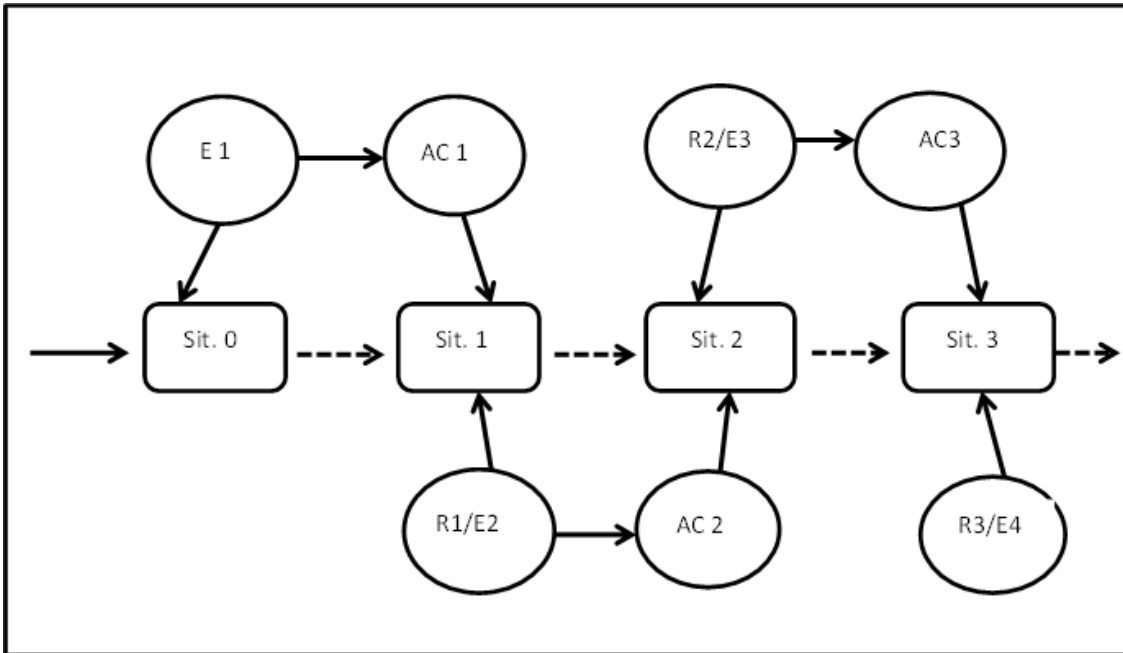 E 1
AC 1
R2/E3
AC3
Sit. 0
Sit. 1
Sit. 2
Sit. 3
R1/E2
AC 2
R3/E4